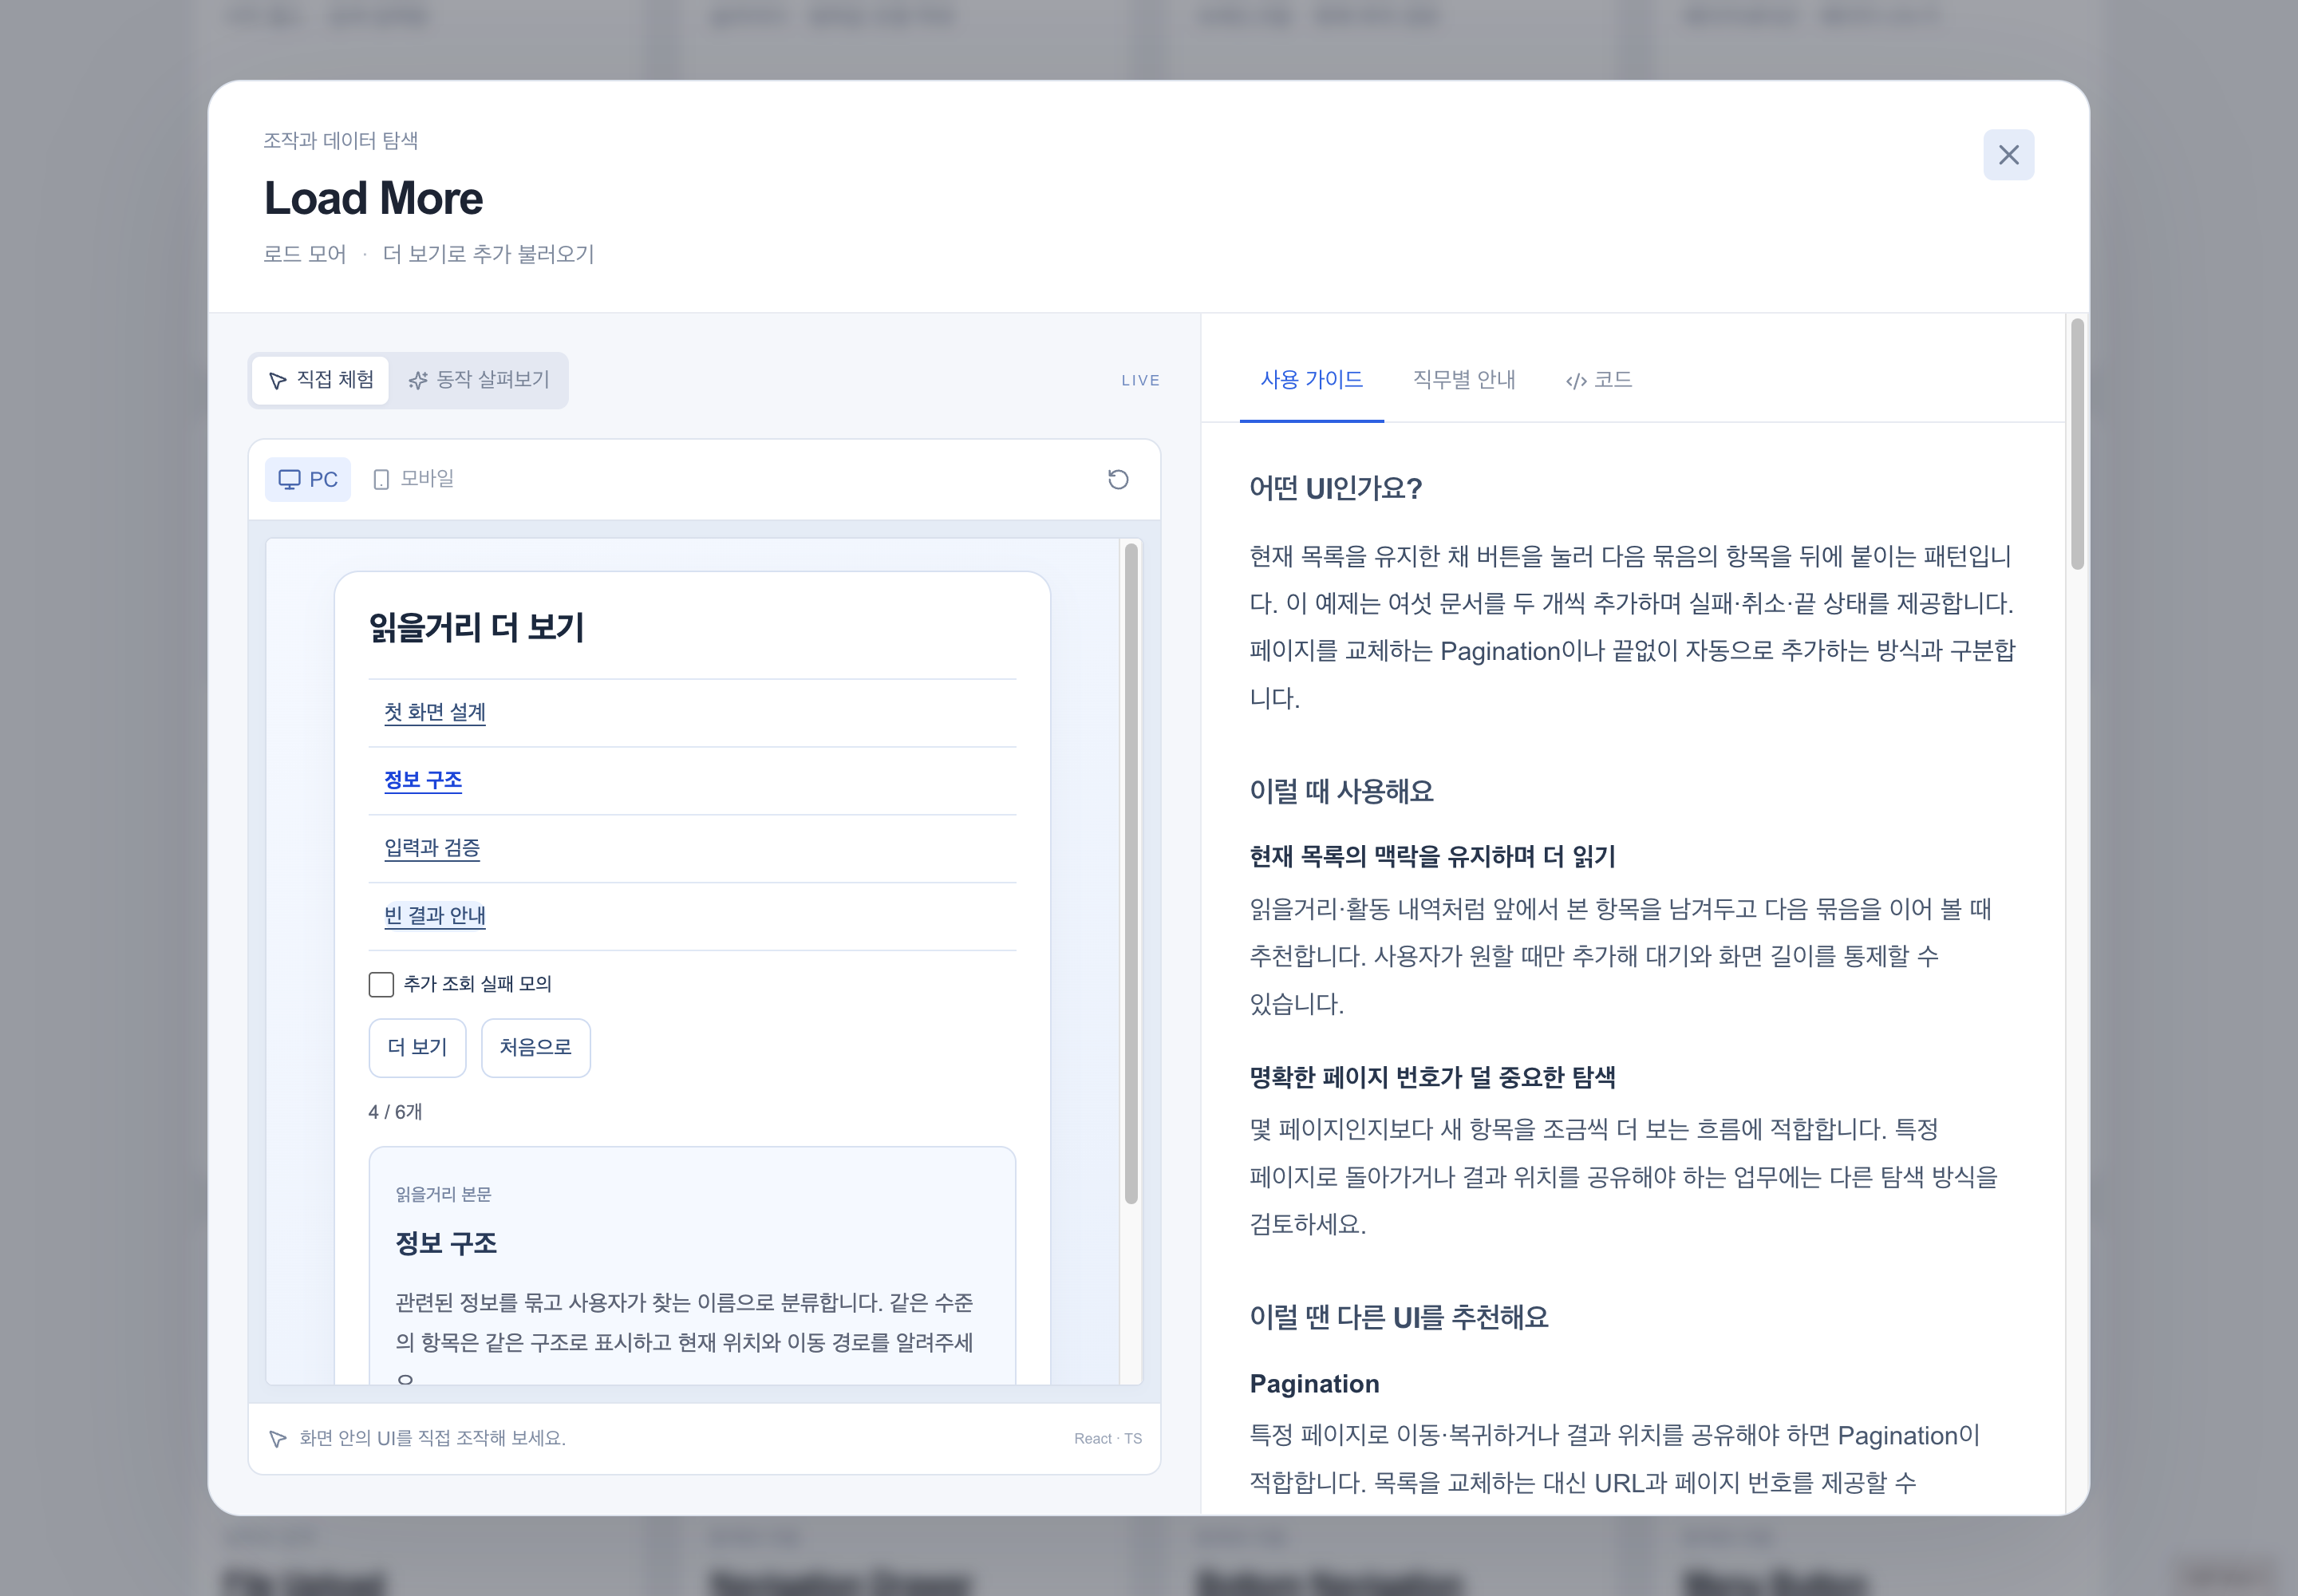 조작과 데이터 탐색
Load More
로드 모어 · 더 보기로 추가 불러오기
직접 체험
동작 살펴보기
LIVE
PC
모바일
읽을거리 더 보기
첫 화면 설계
정보 구조
입력과 검증
빈 결과 안내
추가 조회 실패 모의
더 보기
처음으로
4 / 6개
읽을거리 본문
정보 구조
관련된 정보를 묶고 사용자가 찾는 이름으로 분류합니다. 같은 수준
의 항목은 같은 구조로 표시하고 현재 위치와 이동 경로를 알려주세
화면 안의 UI를 직접 조작해 보세요.
React · TS
사용 가이드
직무별 안내
</> 코드
어떤 UI인가요?
현재 목록을 유지한 채 버튼을 눌러 다음 묶음의 항목을 뒤에 붙이는 패턴입니
다. 이 예제는 여섯 문서를 두 개씩 추가하며 실패·취소·끝 상태를 제공합니다.
페이지를 교체하는 Pagination이나 끝없이 자동으로 추가하는 방식과 구분합
니다.
이럴 때 사용해요
현재 목록의 맥락을 유지하며 더 읽기
읽을거리·활동 내역처럼 앞에서 본 항목을 남겨두고 다음 묶음을 이어 볼 때
추천합니다. 사용자가 원할 때만 추가해 대기와 화면 길이를 통제할 수
있습니다.
명확한 페이지 번호가 덜 중요한 탐색
몇 페이지인지보다 새 항목을 조금씩 더 보는 흐름에 적합합니다. 특정
페이지로 돌아가거나 결과 위치를 공유해야 하는 업무에는 다른 탐색 방식을
검토하세요.
이럴 땐 다른 UI를 추천해요
Pagination
특정 페이지로 이동·복귀하거나 결과 위치를 공유해야 하면 Pagination이
적합합니다. 목록을 교체하는 대신 URL과 페이지 번호를 제공할 수